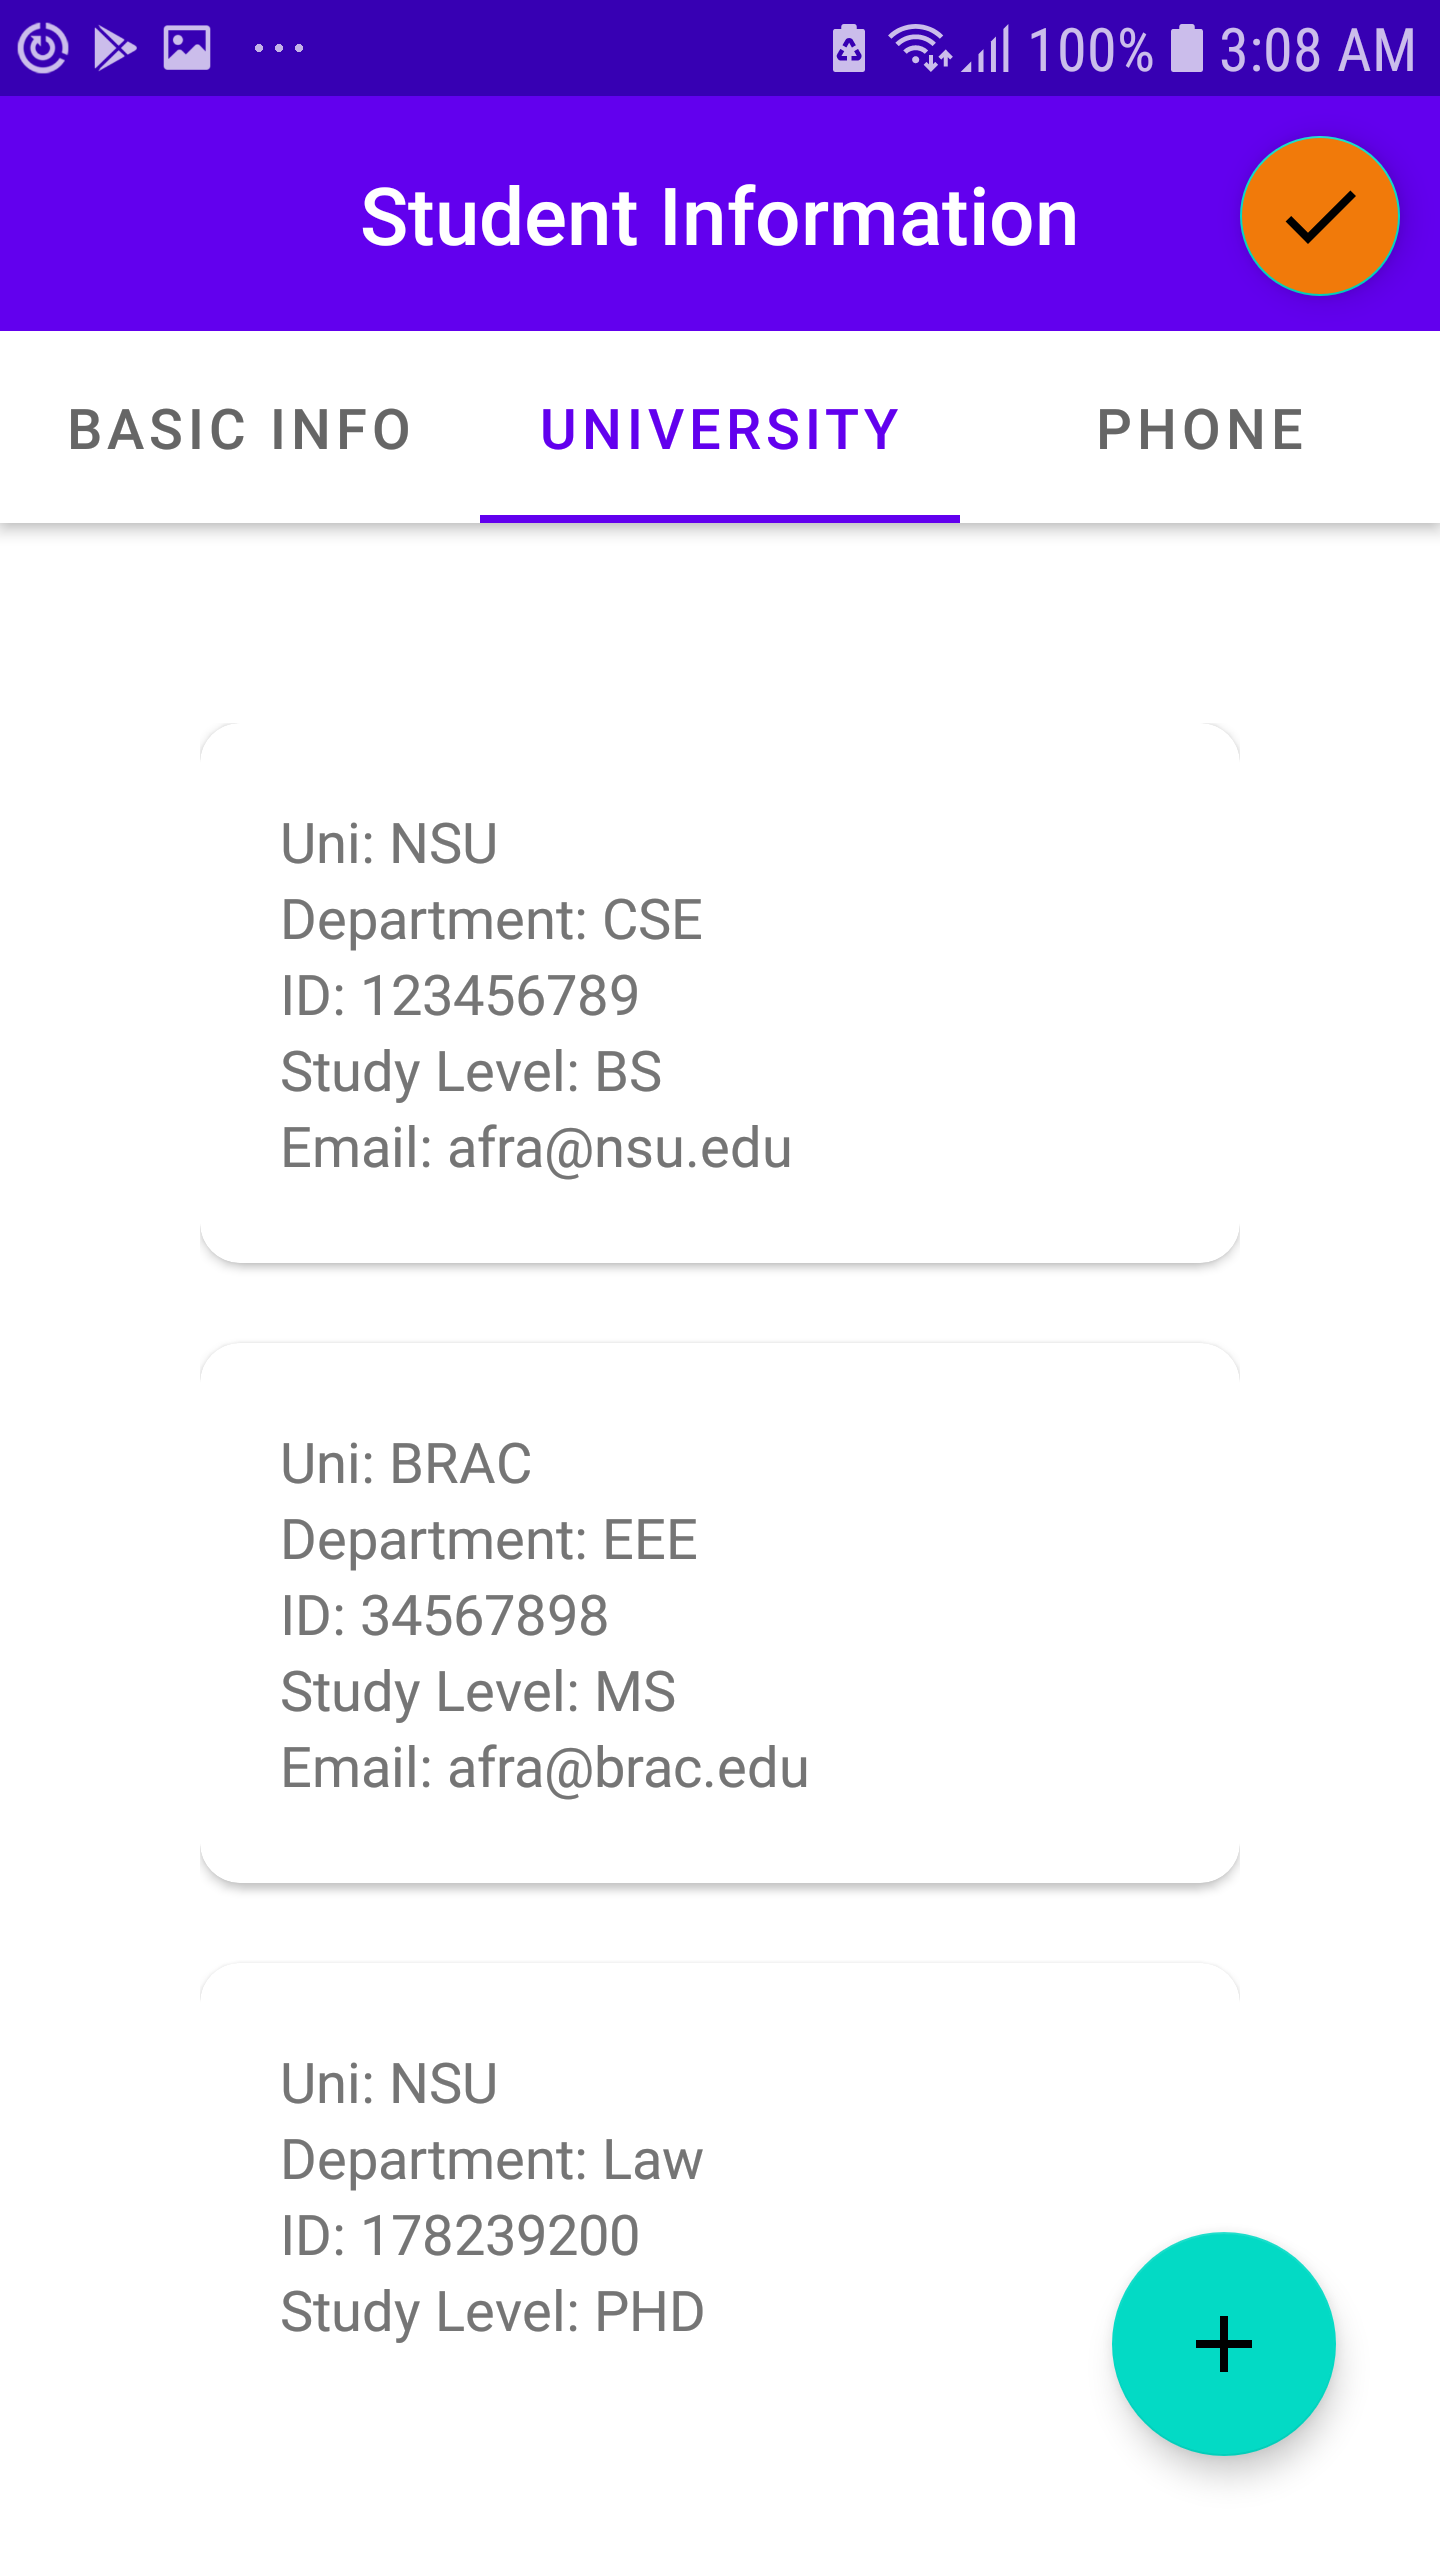 100% 3:08 AM
Student Information
BASIC INFO UNIVERSITY PHONE
Uni: NSU
Department: CSE
ID: 123456789
Study Level: BS
Email: afra@nsu.edu
Uni: BRAC
Department: EEE
ID: 34567898
Study Level: MS
Email: afra@brac.edu
Uni: NSU
Department: Law
ID: 178239200
Study Level: PHD